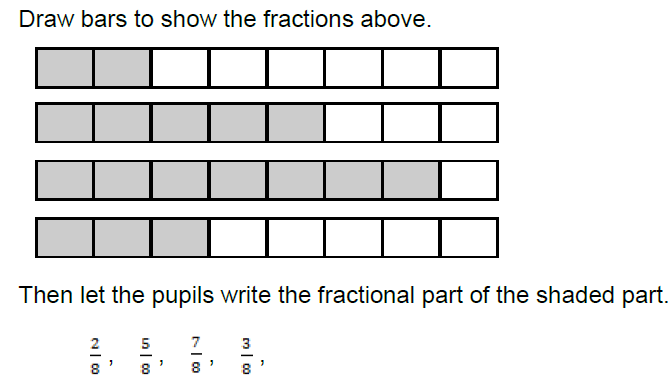 Draw bars to show the fractions above.
Then let the pupils write the fractional part of the shaded part.
2/8, 5/8, 7/8, 3/8,